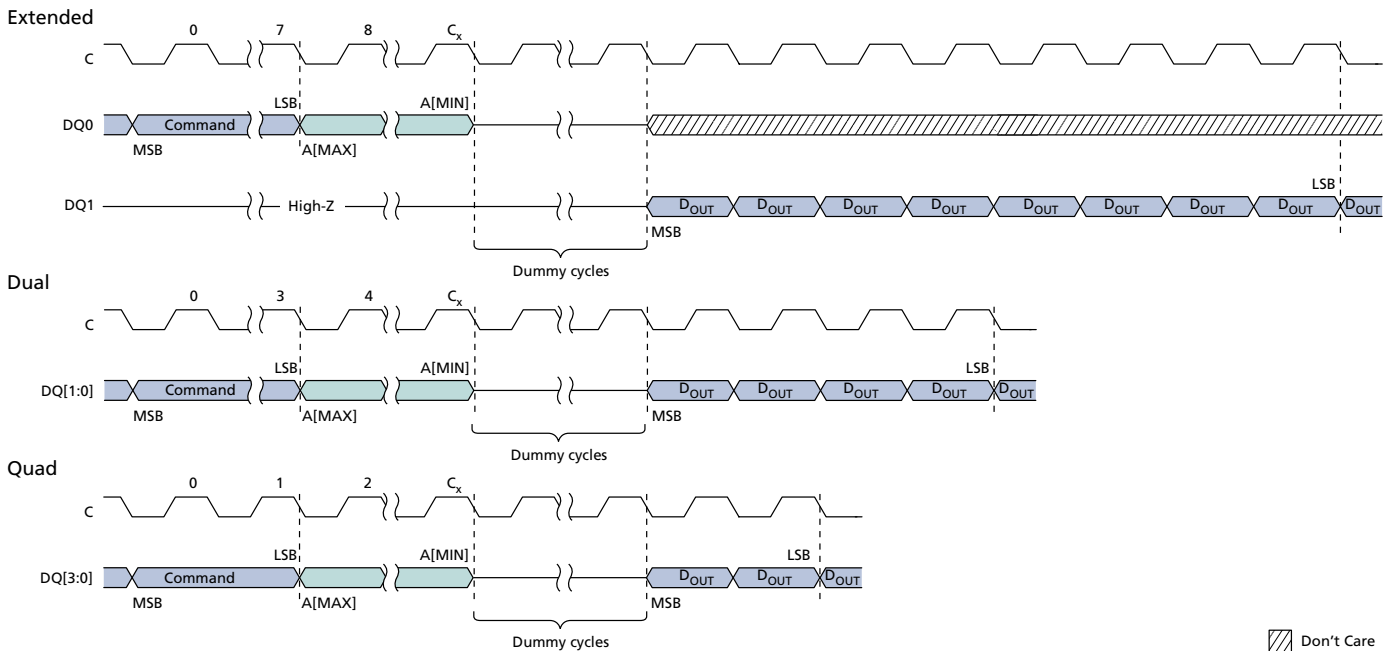 Extended
0 7 8 Cx
C
LSB A[MIN]
DQ0 Command
MSB A[MAX]
LSB
DQ1 High-Z DOUT DOUT DOUT DOUT DOUT DOUT DOUT DOUT DOUT
MSB
Dummy cycles
Dual
0 3 4 Cx
C
LSB A[MIN] LSB
DQ[1:0] Command DOUT DOUT DOUT DOUT DOUT
MSB A[MAX] MSB
Dummy cycles
Quad
0 1 2 Cx
C
LSB A[MIN] LSB
DQ[3:0] Command DOUT DOUT DOUT
MSB A[MAX] MSB
Dummy cycles
Don't Care